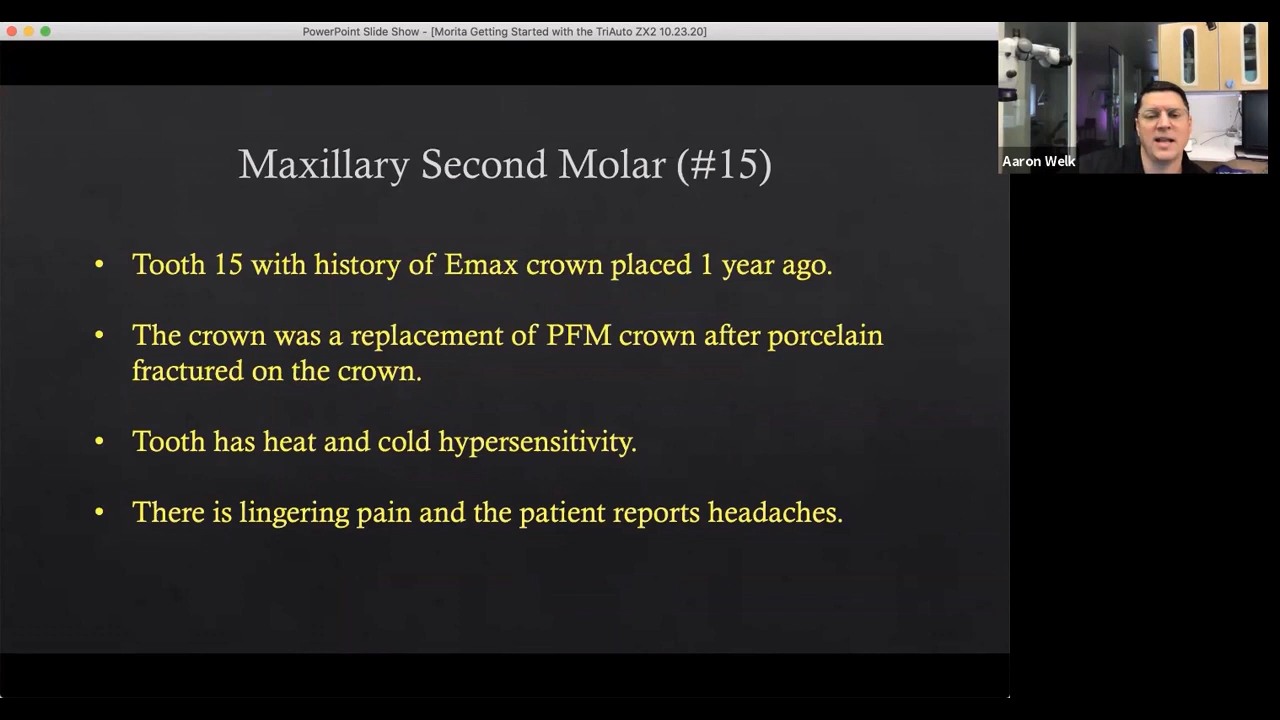 PowerPoint Slide Show - [Morita Getting Started with the TriAuto ZX2 10.23.20]
Aaron Welk
Maxillary Second Molar (#15)
• Tooth 15 with history of Emax crown placed 1 year ago.
• The crown was a replacement of PFM crown after porcelain
fractured on the crown.
• Tooth has heat and cold hypersensitivity.
• There is lingering pain and the patient reports headaches.